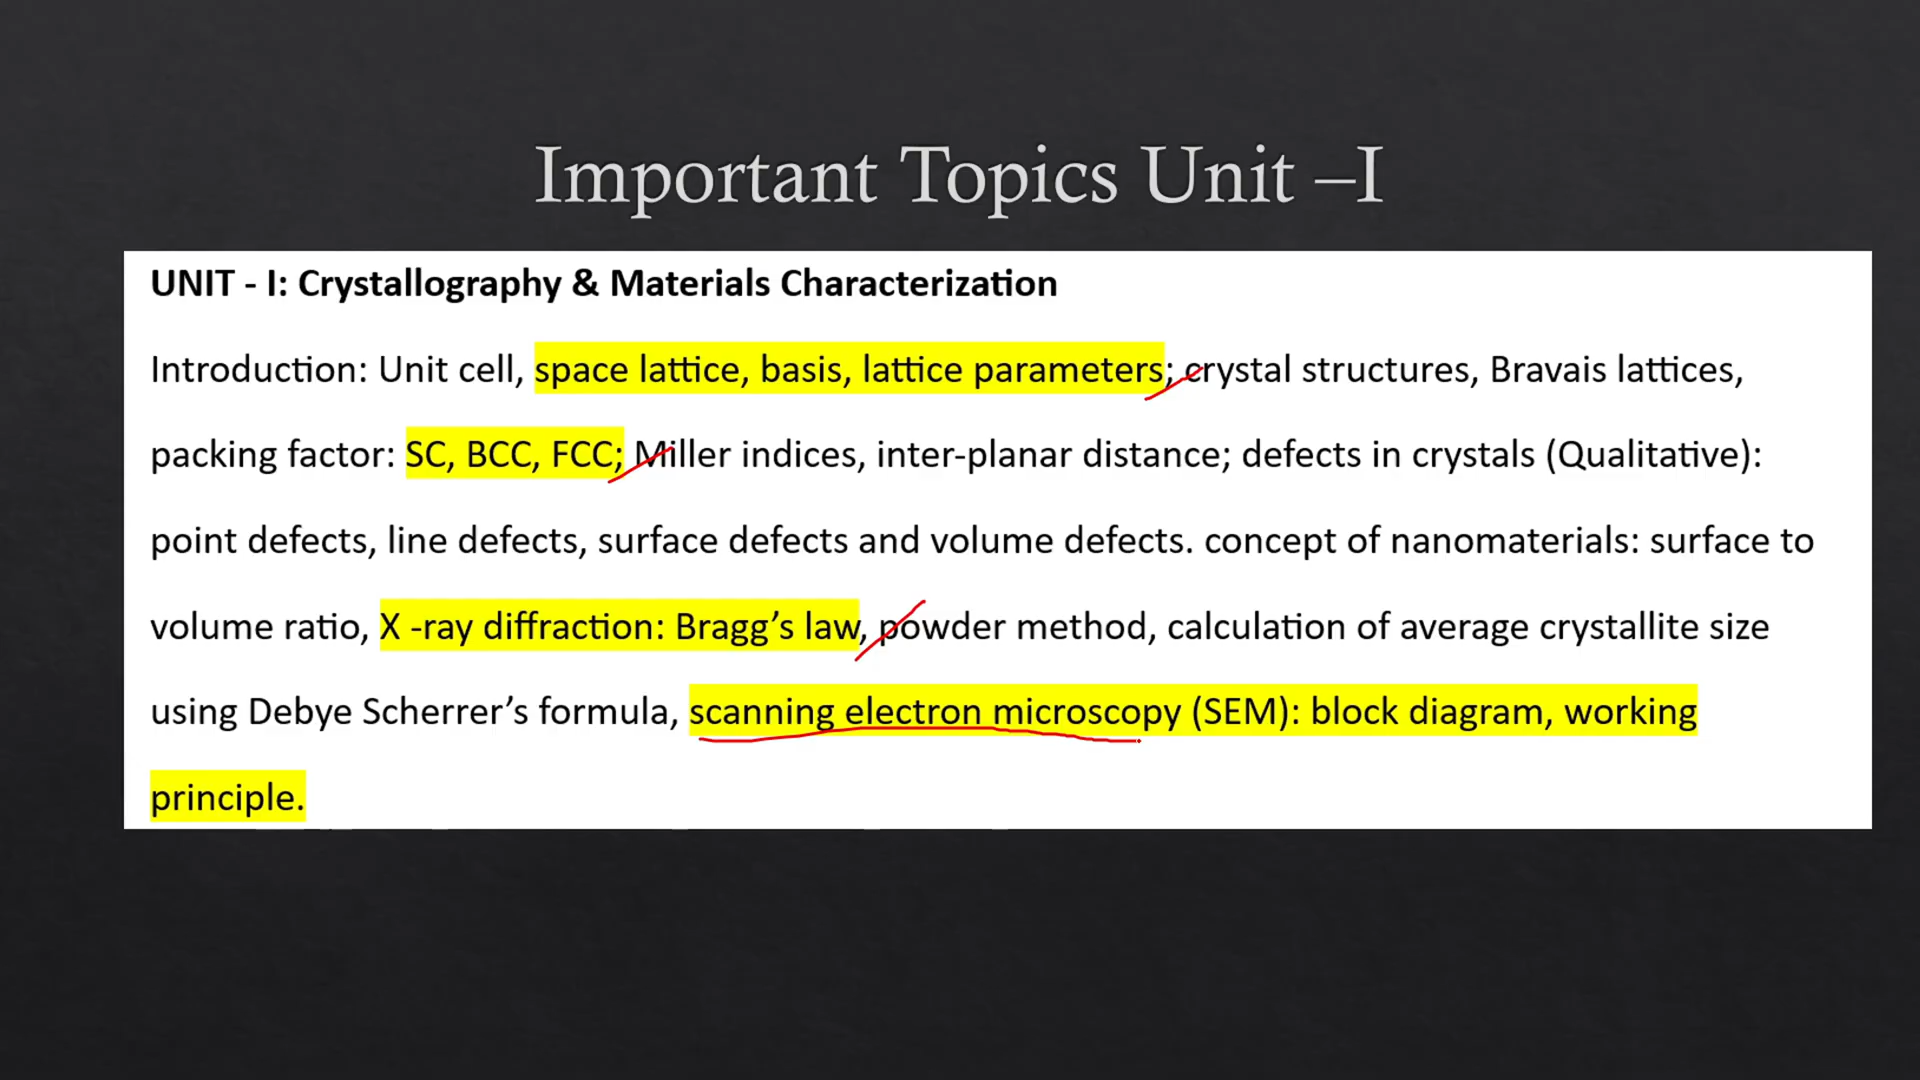 Important Topics Unit –I
UNIT - I: Crystallography & Materials Characterization
Introduction: Unit cell, space lattice, basis, lattice parameters; crystal structures, Bravais lattices,
packing factor: SC, BCC, FCC; Miller indices, inter-planar distance; defects in crystals (Qualitative):
point defects, line defects, surface defects and volume defects. concept of nanomaterials: surface to
volume ratio, X -ray diffraction: Bragg’s law, powder method, calculation of average crystallite size
using Debye Scherrer’s formula, scanning electron microscopy (SEM): block diagram, working
principle.